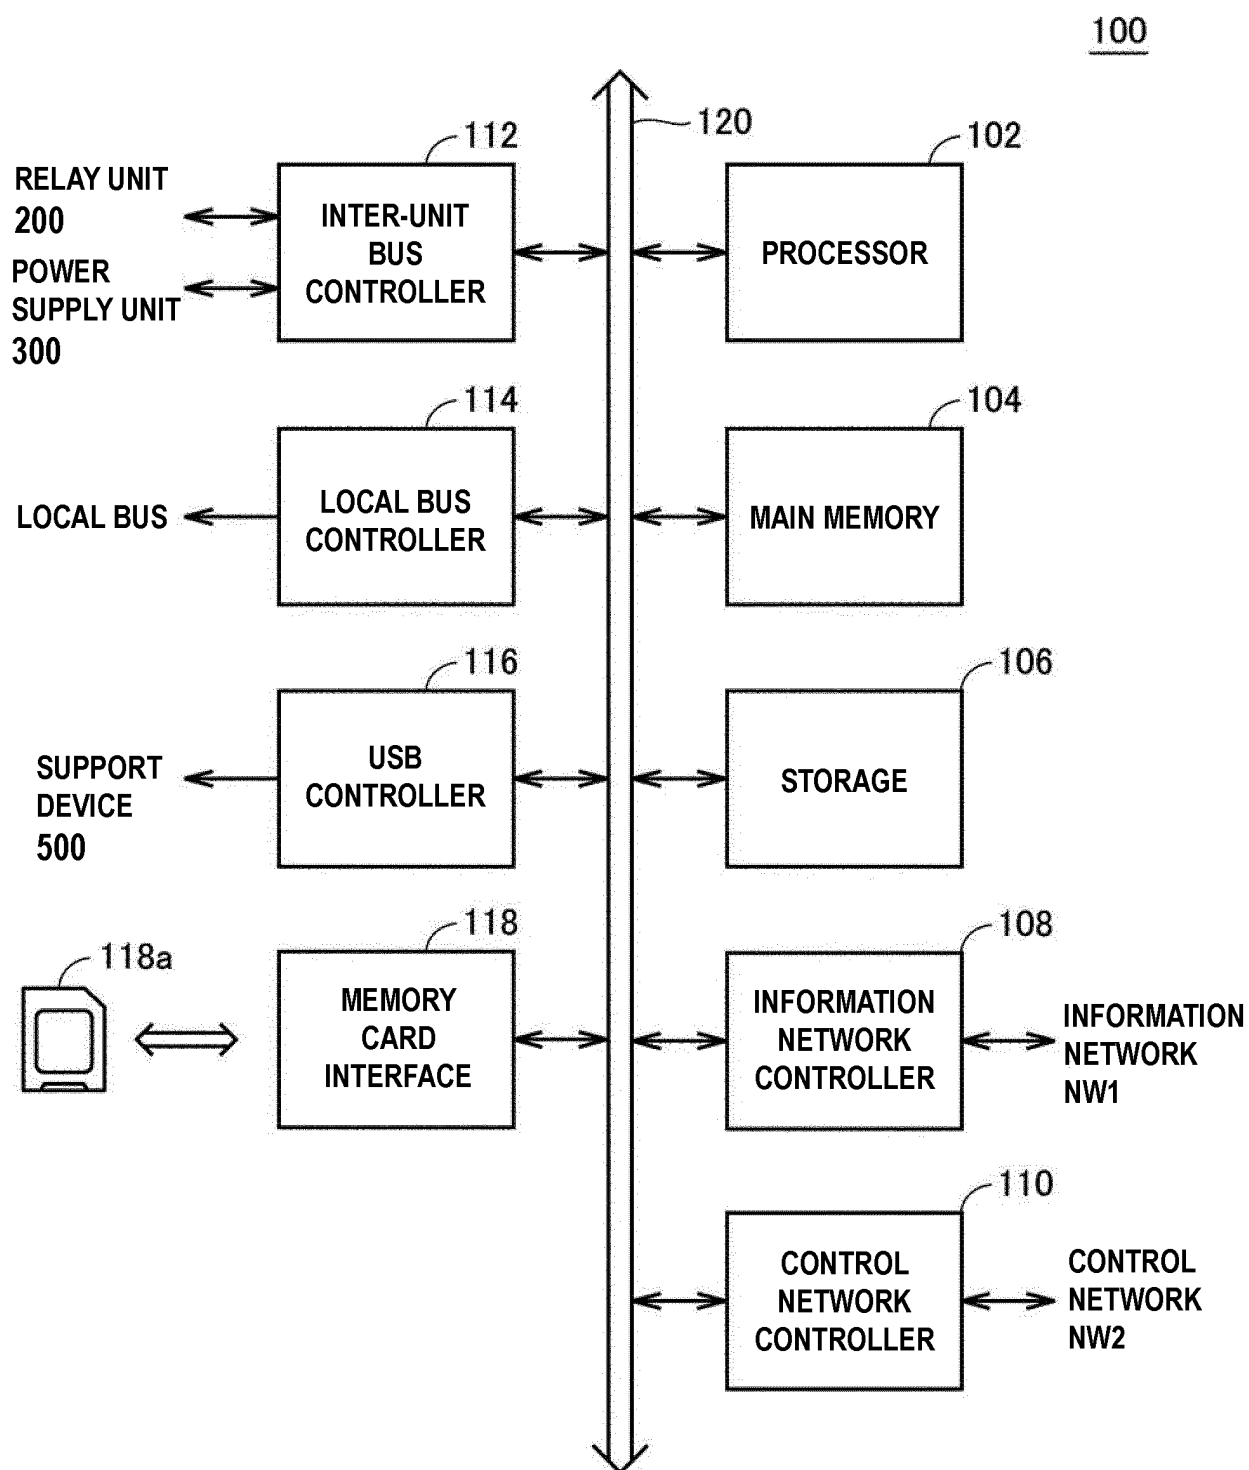 100
120
112
102
RELAY UNIT
200
POWER
SUPPLY UNIT
300
INTER-UNIT
BUS
CONTROLLER
PROCESSOR
114
104
LOCAL BUS
LOCAL BUS
CONTROLLER
MAIN MEMORY
116
106
SUPPORT
DEVICE
500
USB
CONTROLLER
STORAGE
118a
118
108
MEMORY
CARD
INTERFACE
INFORMATION
NETWORK
CONTROLLER
INFORMATION
NETWORK
NW1
110
CONTROL
NETWORK
CONTROLLER
CONTROL
NETWORK
NW2